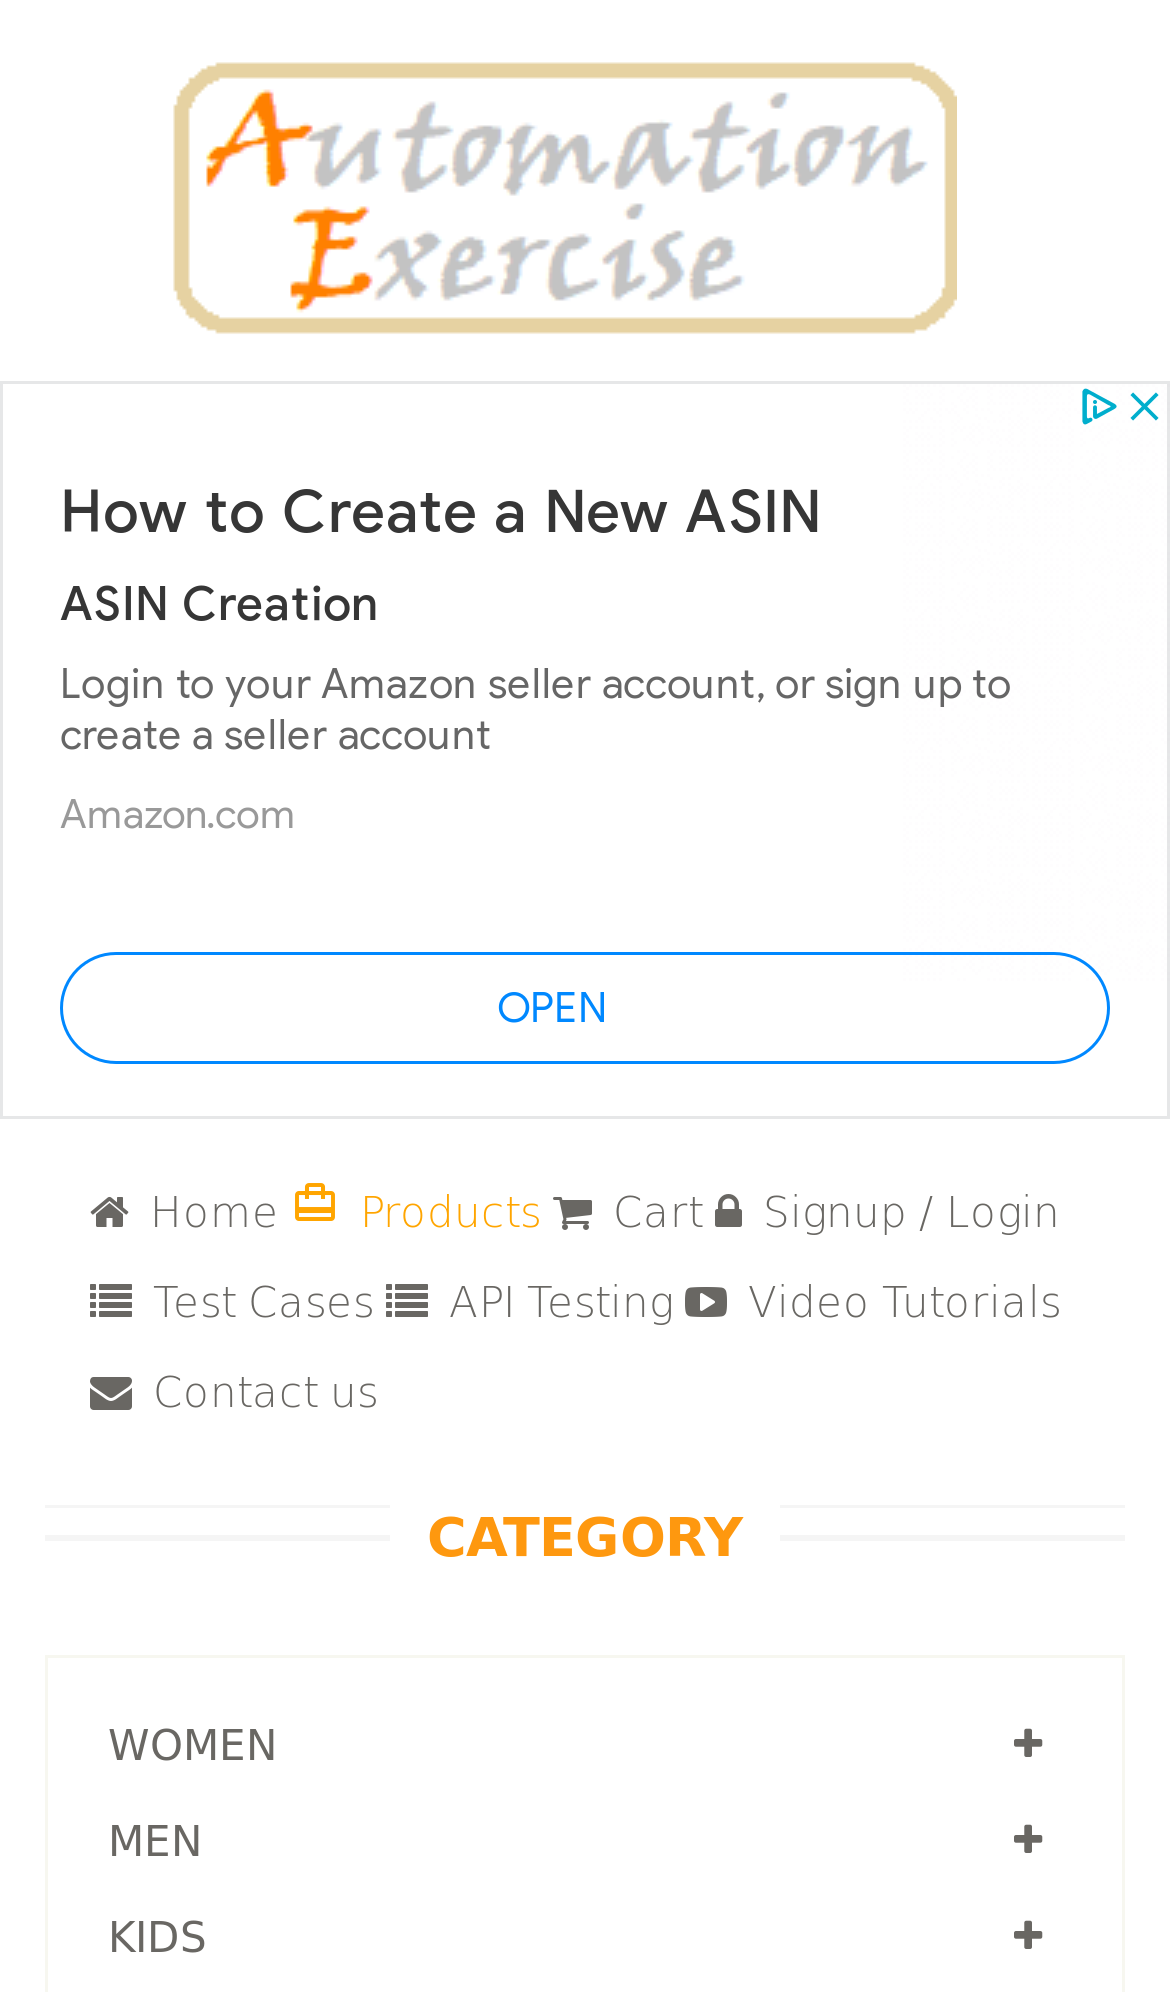 Automation
Exercise
How to Create a New ASIN
ASIN Creation
Login to your Amazon seller account, or sign up to
create a seller account
Amazon.com
OPEN
Home Products Cart Signup / Login
Test Cases API Testing Video Tutorials
Contact us
CATEGORY
WOMEN
MEN
KIDS